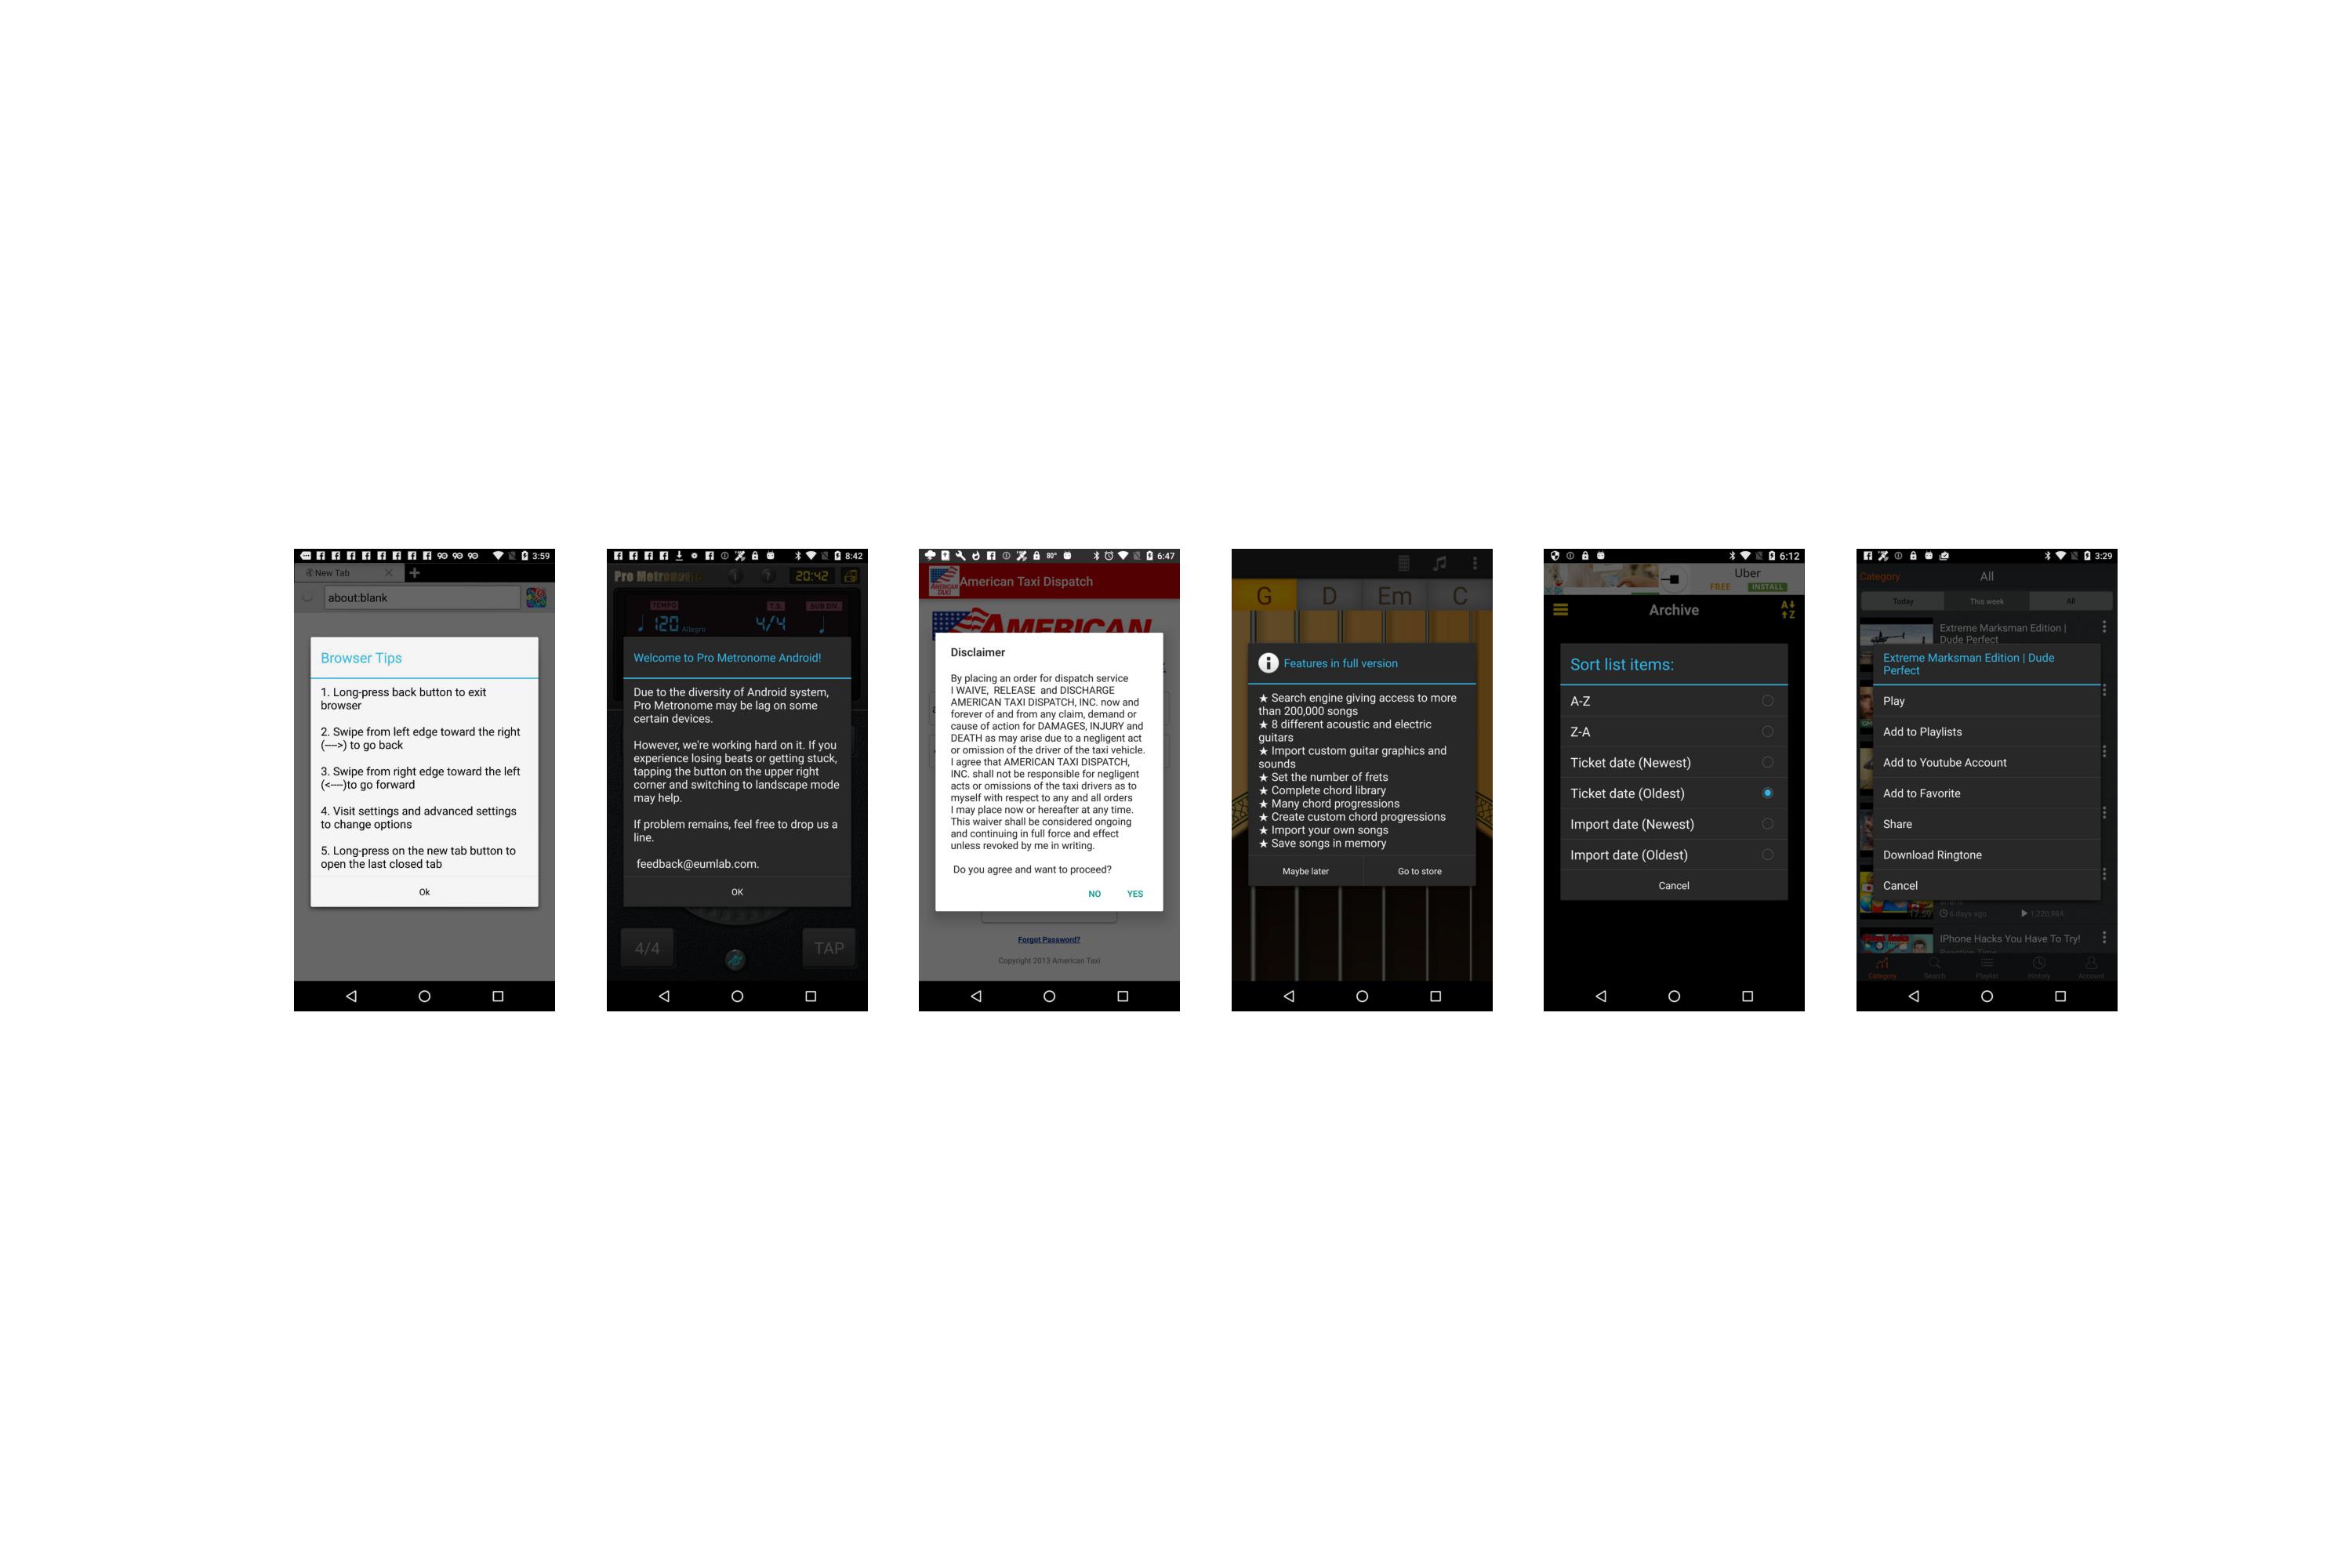 90 90 90 3:59
New Tab
about:blank
Browser Tips
1. Long-press back button to exit
browser
2. Swipe from left edge toward the right
(---->) to go back
3. Swipe from right edge toward the left
(<----)to go forward
4. Visit settings and advanced settings
to change options
5. Long-press on the new tab button to
open the last closed tab
Ok
8:42
Pro Metronome
20:42
TEMPO T.S. SUB DIV.
120 Allegro 4/4
Welcome to Pro Metronome Android!
Due to the diversity of Android system,
Pro Metronome may be lag on some
certain devices.
However, we're working hard on it. If you
experience losing beats or getting stuck,
tapping the button on the upper right
corner and switching to landscape mode
may help.
If problem remains, feel free to drop us a
line.
feedback@eumlab.com.
OK
4/4 TAP
80° 6:47
AMERICAN TAXI
American Taxi Dispatch
AMERICAN
Disclaimer
By placing an order for dispatch service
I WAIVE, RELEASE and DISCHARGE
AMERICAN TAXI DISPATCH, INC. now and
forever of and from any claim, demand or
cause of action for DAMAGES, INJURY and
DEATH as may arise due to a negligent act
or omission of the driver of the taxi vehicle.
I agree that AMERICAN TAXI DISPATCH,
INC. shall not be responsible for negligent
acts or omissions of the taxi drivers as to
myself with respect to any and all orders
I may place now or hereafter at any time.
This waiver shall be considered ongoing
and continuing in full force and effect
unless revoked by me in writing.
Do you agree and want to proceed?
NO YES
Forgot Password?
Copyright 2013 American Taxi
G D Em C
Features in full version
★ Search engine giving access to more
than 200,000 songs
★ 8 different acoustic and electric
guitars
★ Import custom guitar graphics and
sounds
★ Set the number of frets
★ Complete chord library
★ Many chord progressions
★ Create custom chord progressions
★ Import your own songs
★ Save songs in memory
Maybe later Go to store
6:12
Uber
FREE INSTALL
Archive
A Z
Sort list items:
A-Z
Z-A
Ticket date (Newest)
Ticket date (Oldest)
Import date (Newest)
Import date (Oldest)
Cancel
3:29
Category All
Today This week All
Extreme Marksman Edition |
Dude Perfect
Extreme Marksman Edition | Dude
Perfect
Play
Add to Playlists
Add to Youtube Account
Add to Favorite
Share
Download Ringtone
Cancel
17:59 6 days ago 1,220,984
IPhone Hacks You Have To Try!
Reaction Time
Category Search Playlist History Account